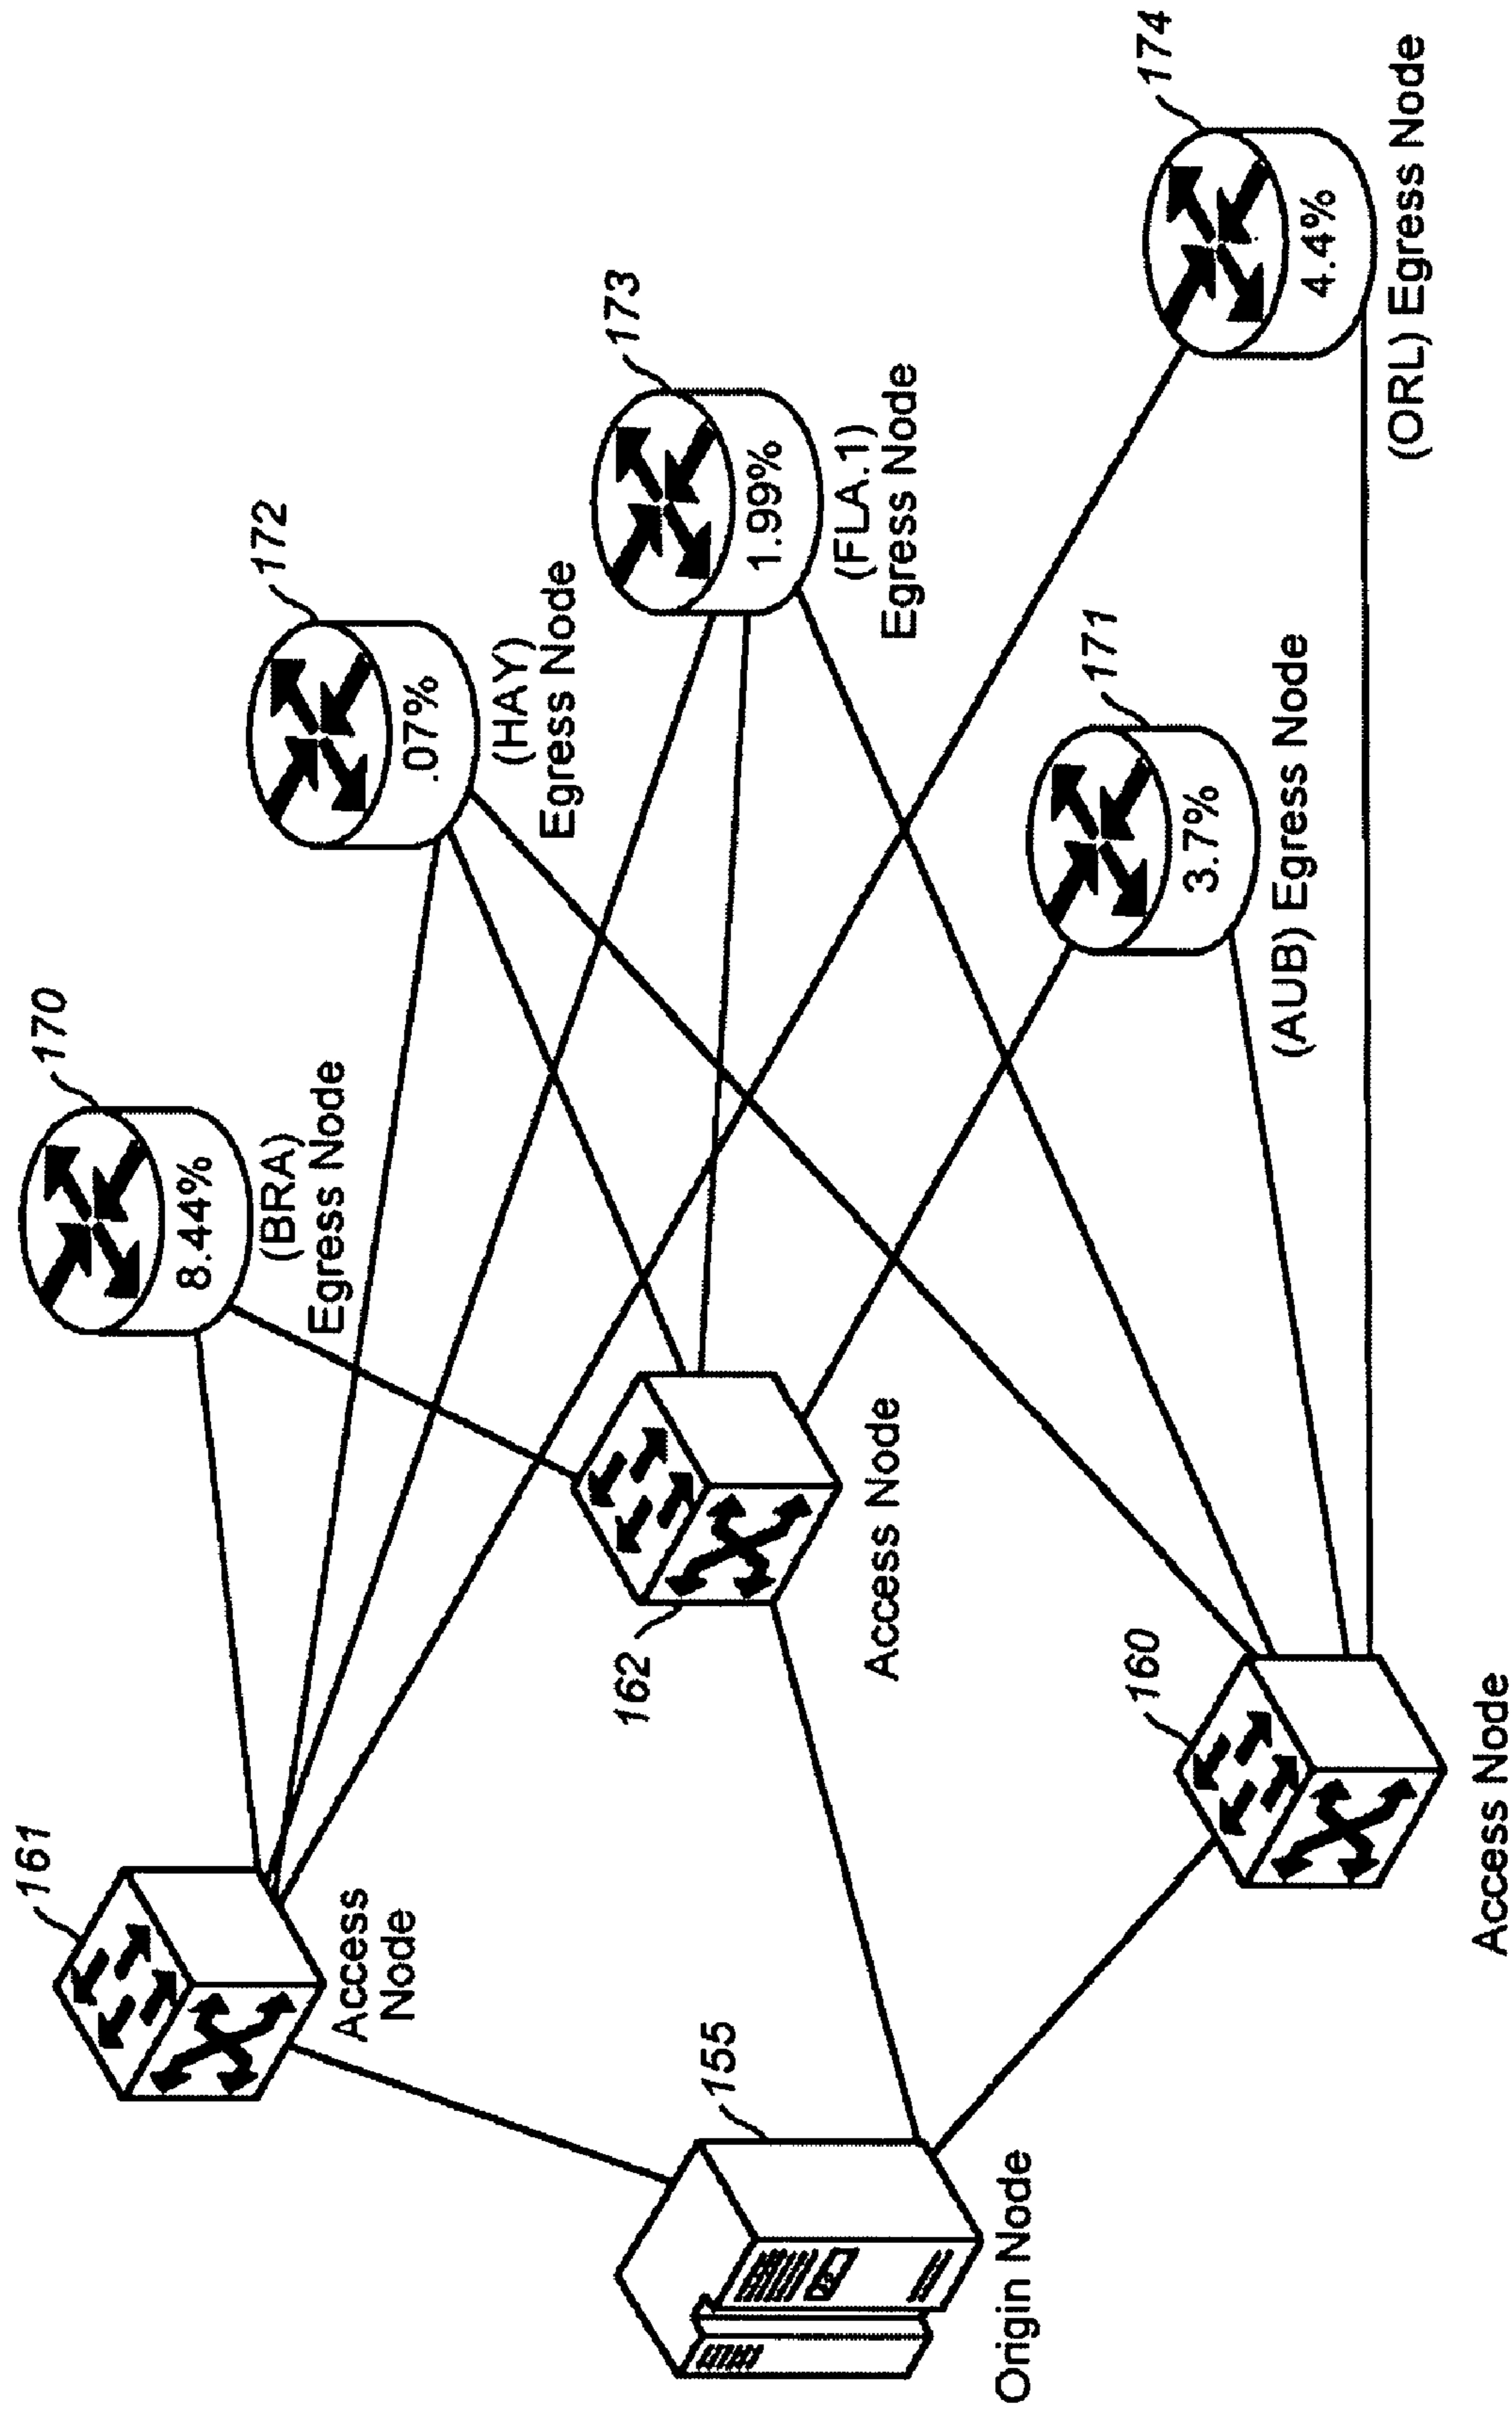 170
8.44%
(BRA)
Egress Node
161
Access
Node
172
.07%
(HAY)
Egress Node
173
1.99%
(FLA.1)
Egress Node
162
Access Node
155
Origin Node
171
3.7%
(AUB) Egress Node
174
4.4%
(ORL) Egress Node
160
Access Node